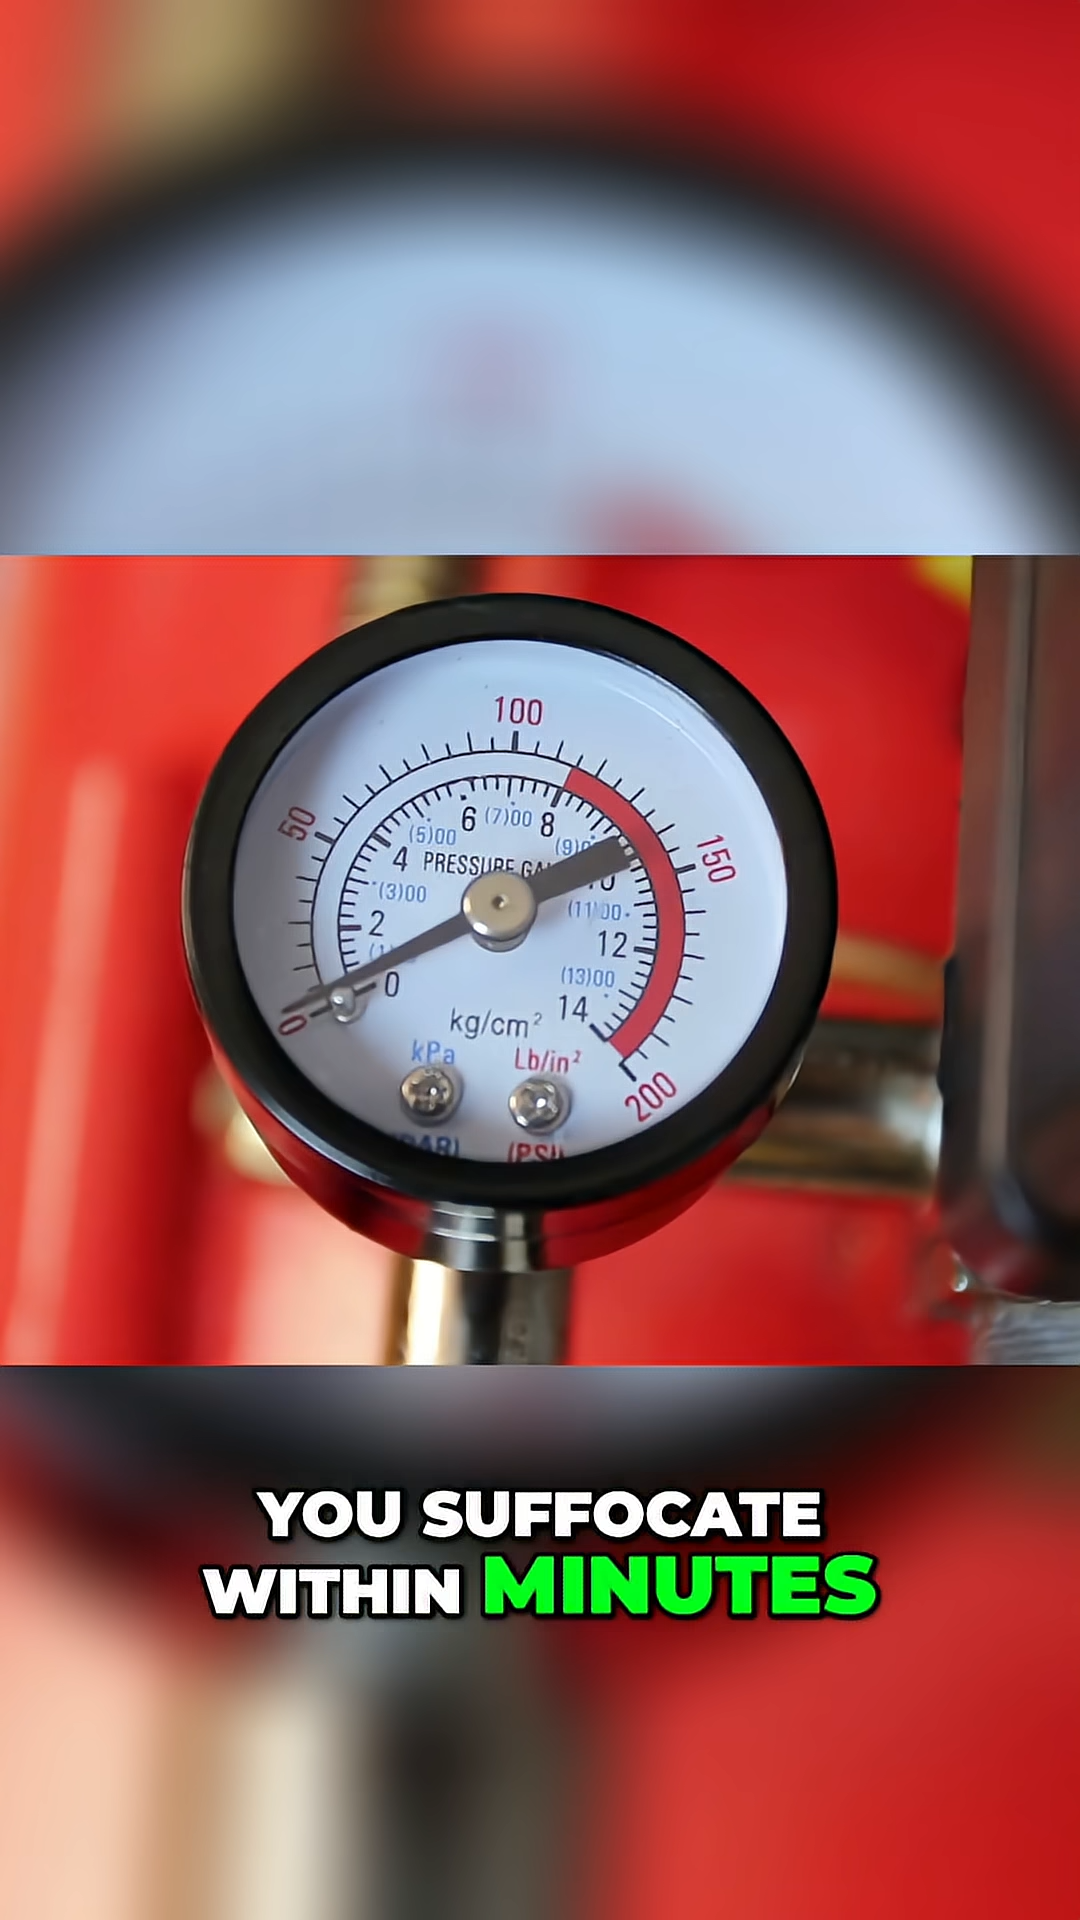 100
50
150
6 (7)00 8
(5)00
4 PRESSURE
(3)00
2
(11)00
12
0
(13)00
14
0
kg/cm²
kPa Lb/in²
200
YOU SUFFOCATE
WITHIN MINUTES